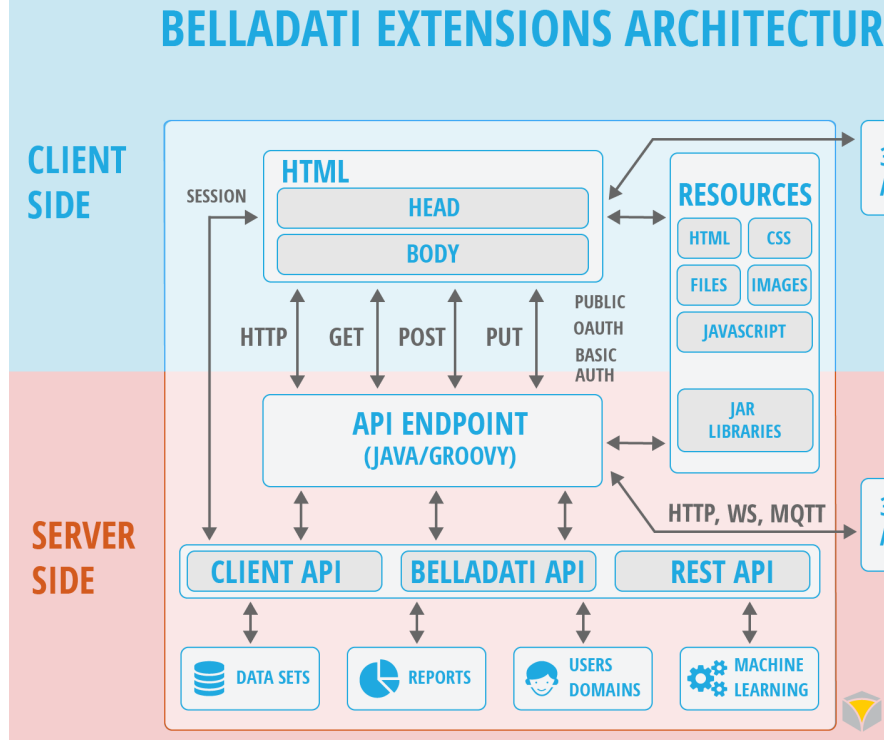 BELLADATI EXTENSIONS ARCHITECTUR
CLIENT
SIDE
SESSION
HTML
HEAD
BODY
RESOURCES
HTML
CSS
FILES
IMAGES
JAVASCRIPT
JAR
LIBRARIES
HTTP
GET
POST
PUT
PUBLIC
OAUTH
BASIC
AUTH
API ENDPOINT
(JAVA/GROOVY)
SERVER
SIDE
HTTP, WS, MQTT
CLIENT API
BELLADATI API
REST API
DATA SETS
REPORTS
USERS
DOMAINS
MACHINE
LEARNING